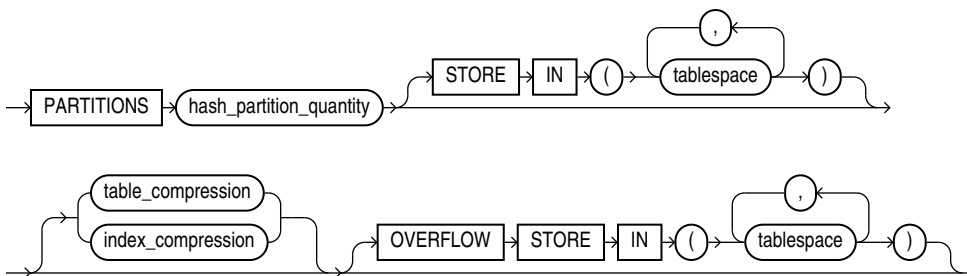 ,
STORE IN ( tablespace )
PARTITIONS hash_partition_quantity
table_compression
index_compression
,
OVERFLOW STORE IN ( tablespace )